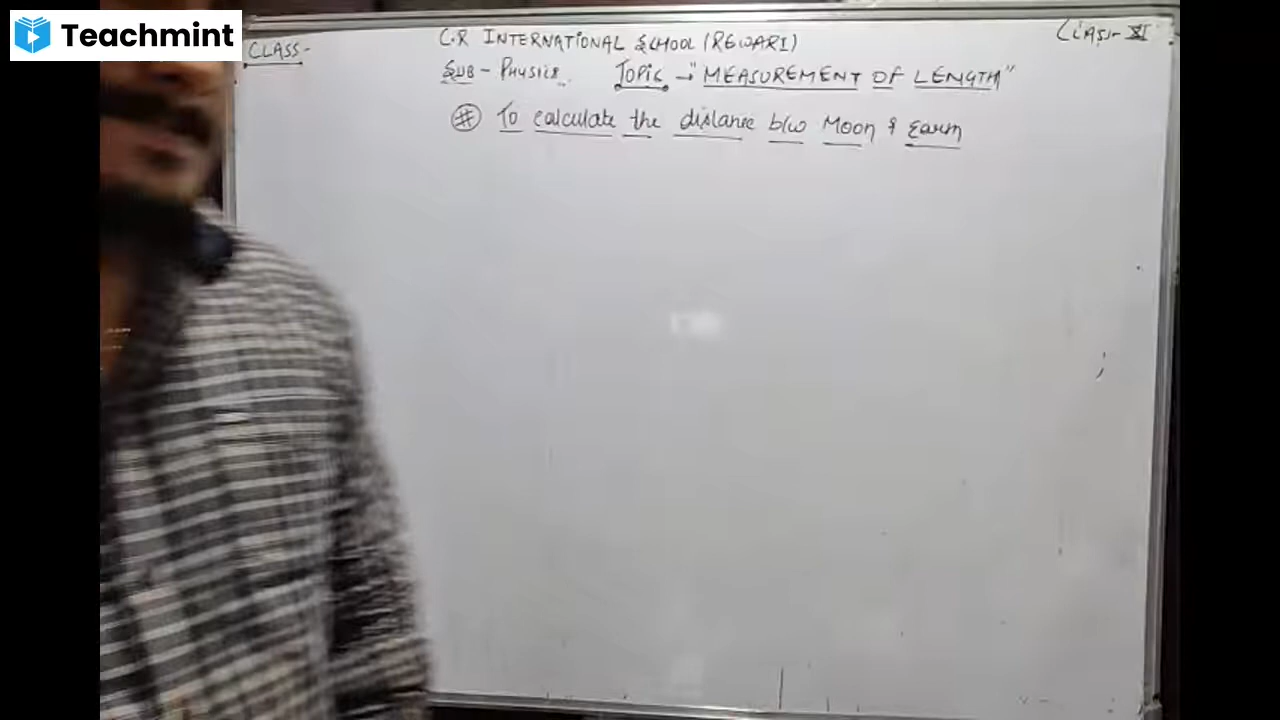 Teachmint
CLASS-
C.R INTERNATIONAL SCHOOL (REWARI)
CLASS- XI
SUB - PHYSICS. TOPIC → "MEASUREMENT OF LENGTH"
# To calculate the distance b/w Moon & Earth